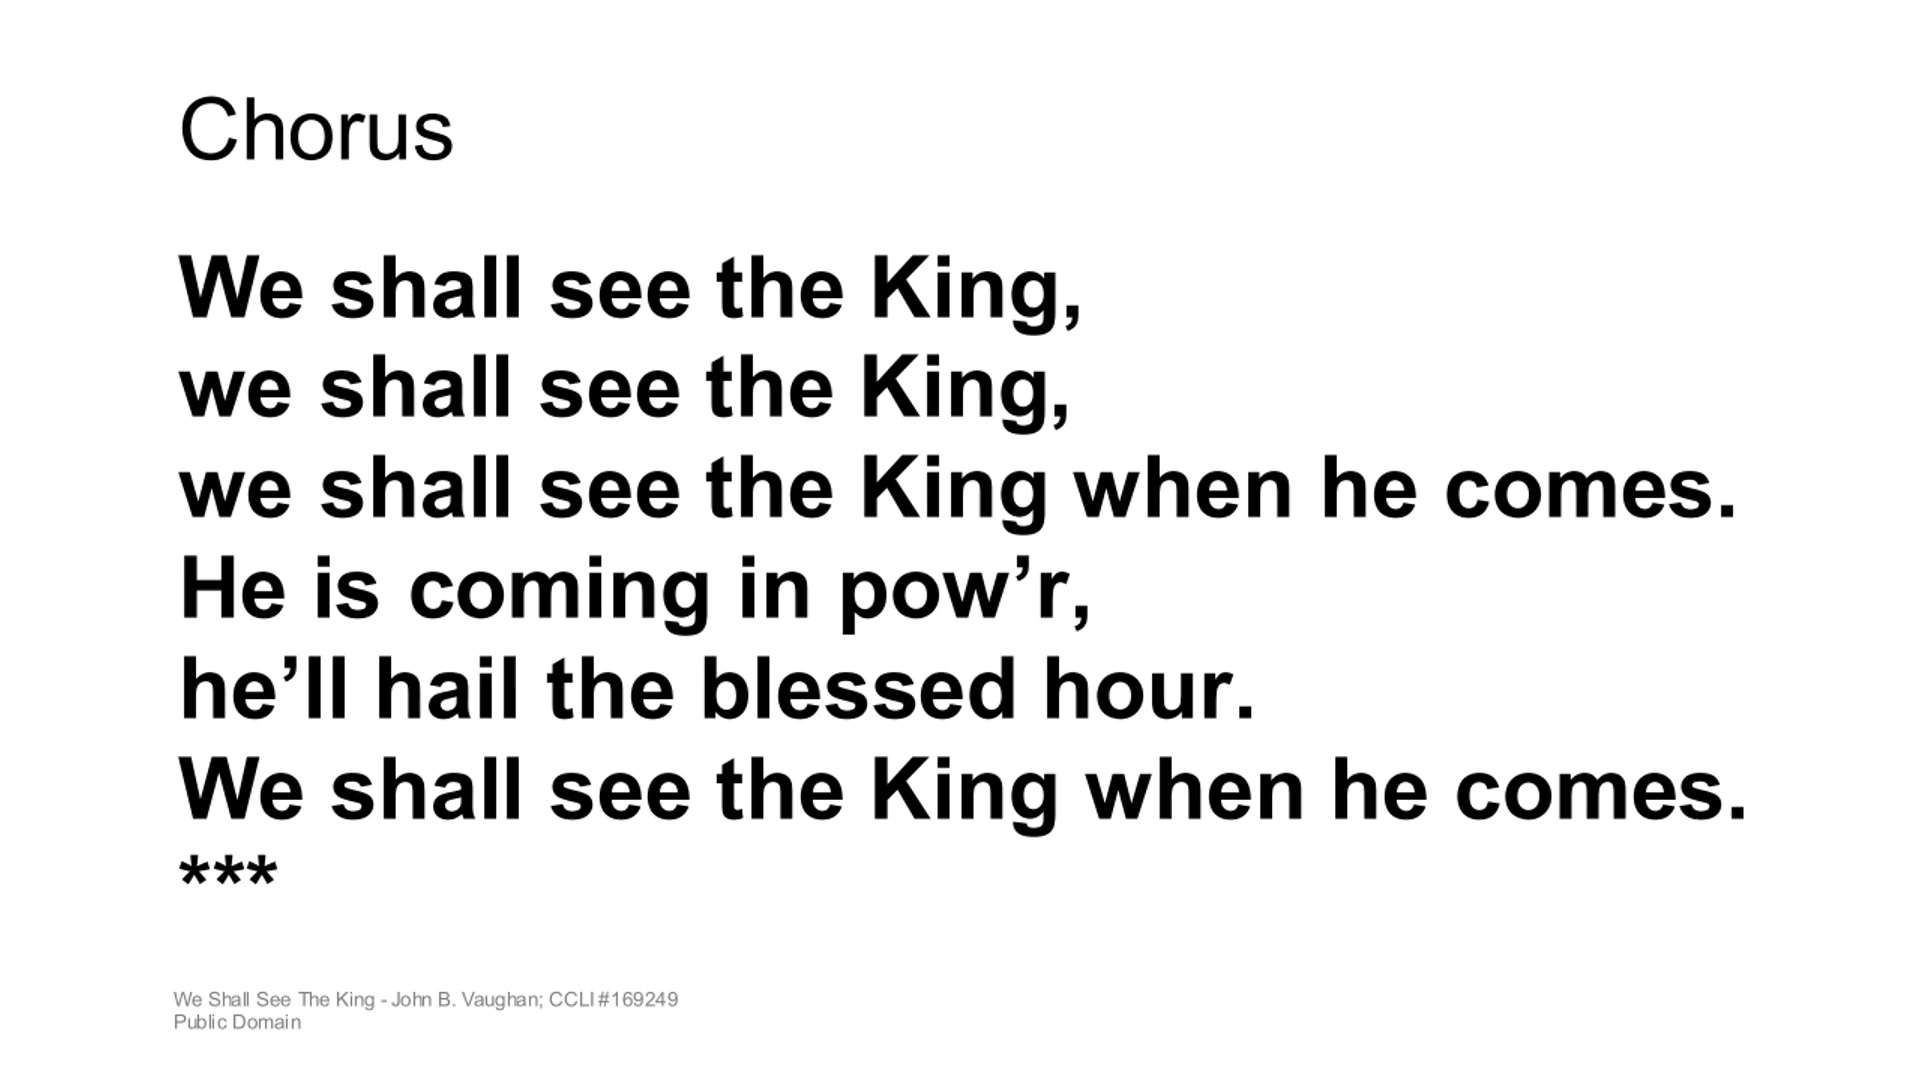 Chorus
We shall see the King,
we shall see the King,
we shall see the King when he comes.
He is coming in pow’r,
he’ll hail the blessed hour.
We shall see the King when he comes.
***
We Shall See The King - John B. Vaughan; CCLI #169249
Public Domain